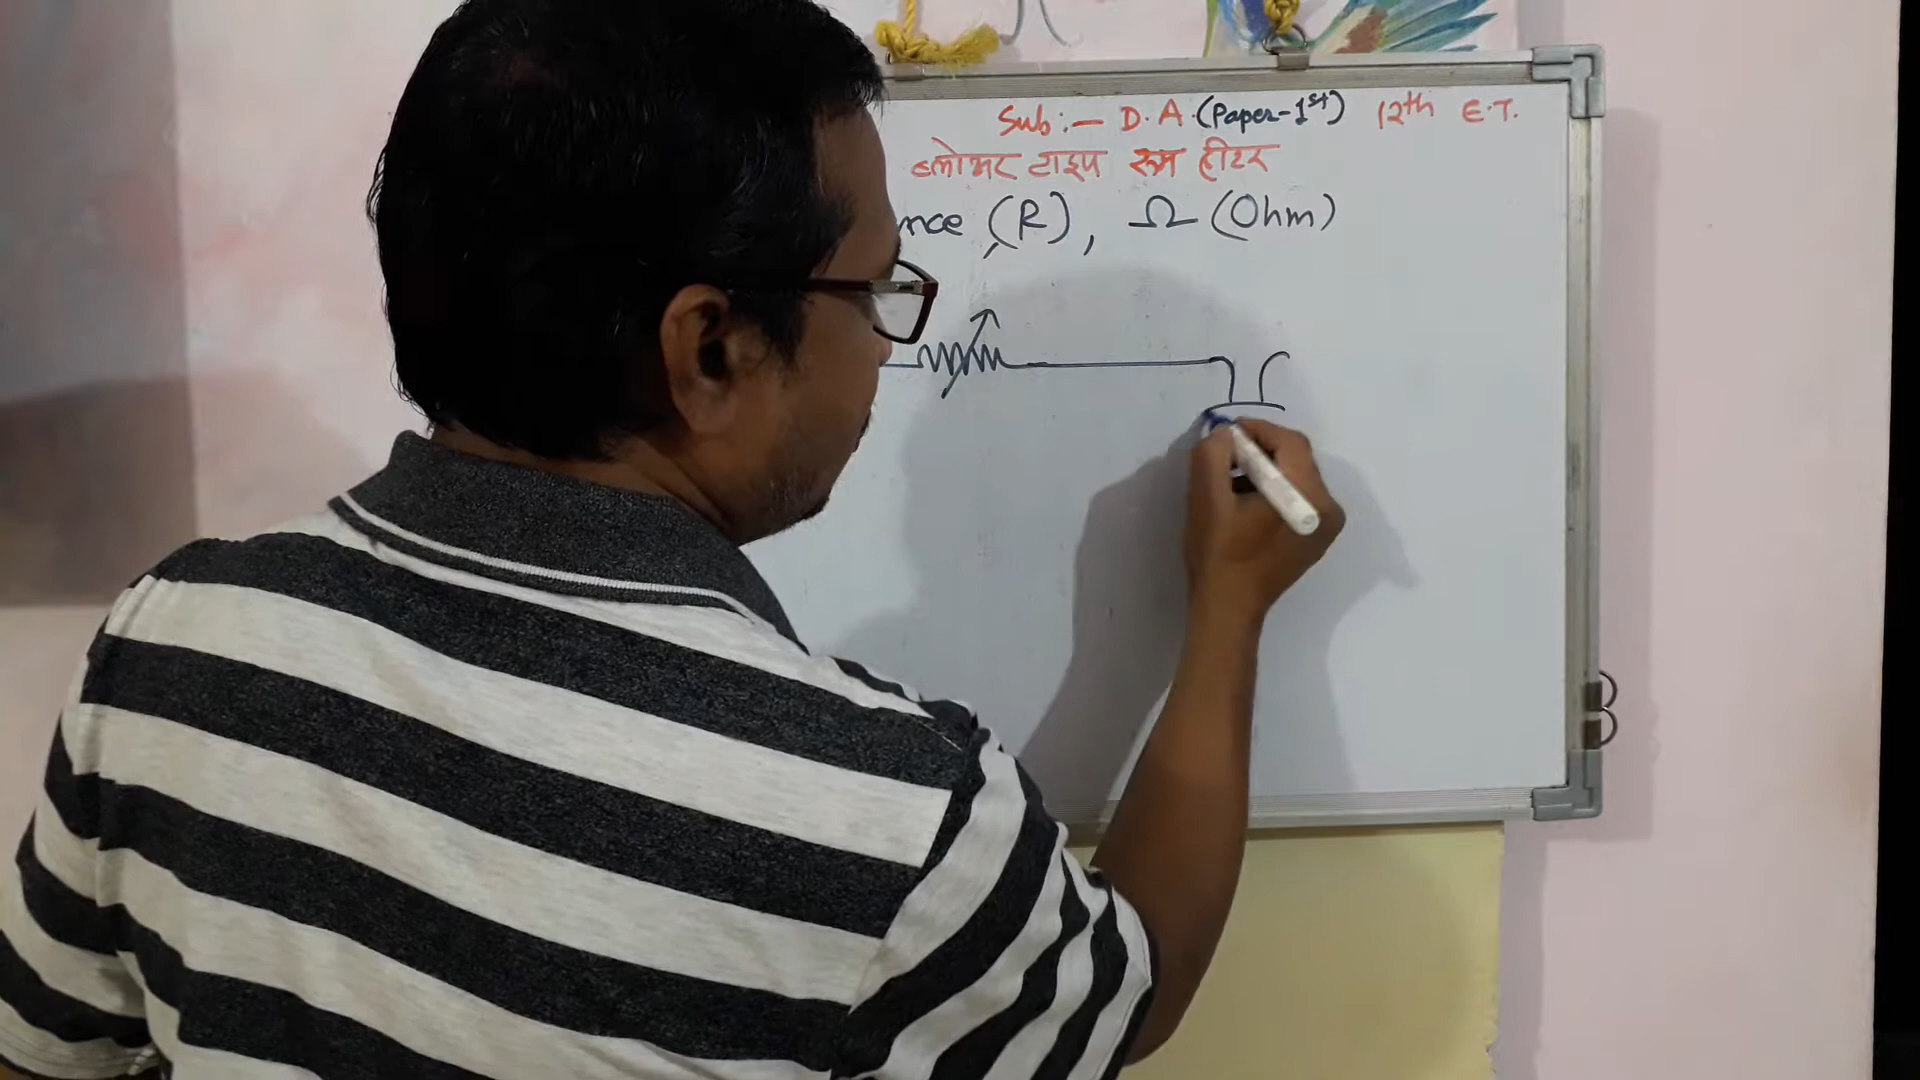 Sub:- D.A.(Paper-1st) 12th E.T.
ब्लोअर टाइप रूम हीटर
nce (R), Ω (Ohm)